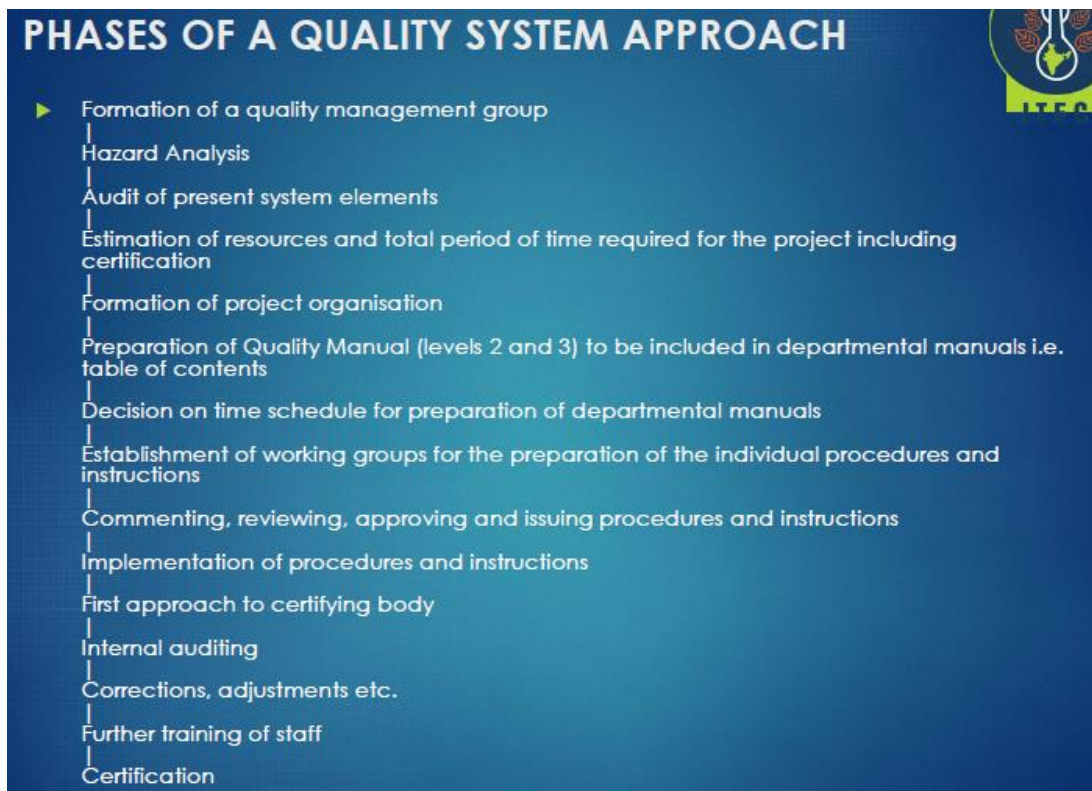 PHASES OF A QUALITY SYSTEM APPROACH
Formation of a quality management group
|
Hazard Analysis
|
Audit of present system elements
|
Estimation of resources and total period of time required for the project including
certification
|
Formation of project organisation
|
Preparation of Quality Manual (levels 2 and 3) to be included in departmental manuals i.e.
table of contents
|
Decision on time schedule for preparation of departmental manuals
|
Establishment of working groups for the preparation of the individual procedures and
instructions
|
Commenting, reviewing, approving and issuing procedures and instructions
|
Implementation of procedures and instructions
|
First approach to certifying body
|
Internal auditing
|
Corrections, adjustments etc.
|
Further training of staff
|
Certification